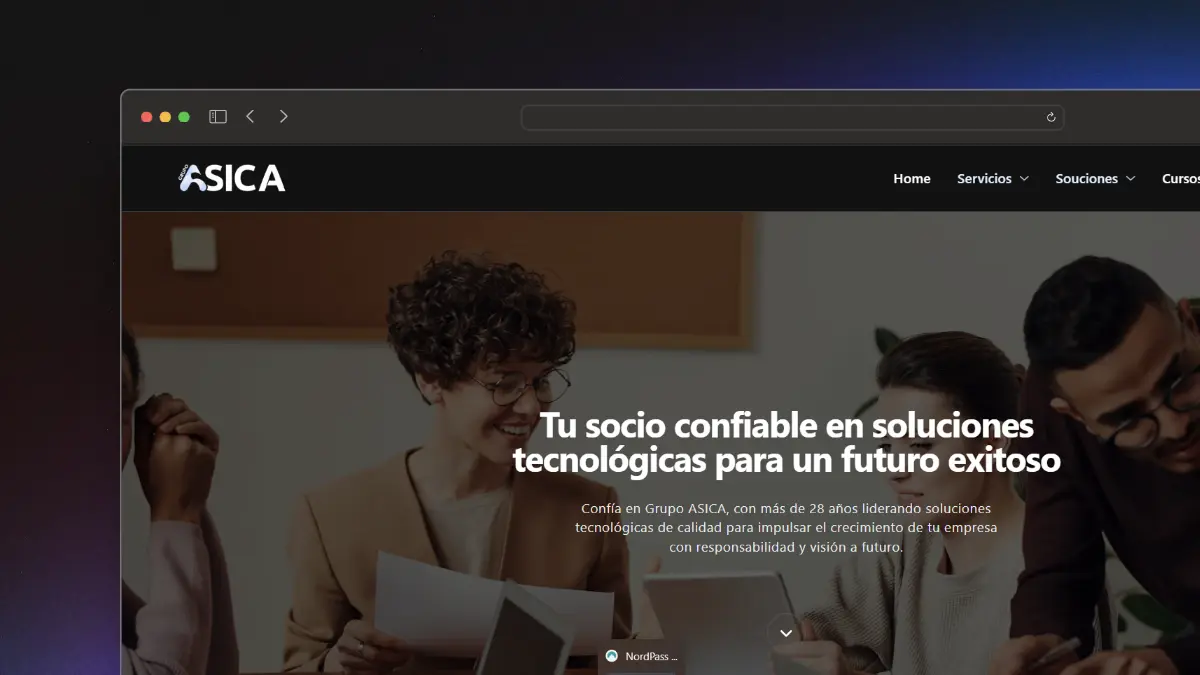 GRUPO
ASICA
Home Servicios Souciones Cursos
Tu socio confiable en soluciones
tecnológicas para un futuro exitoso
Confía en Grupo ASICA, con más de 28 años liderando soluciones
tecnológicas de calidad para impulsar el crecimiento de tu empresa
con responsabilidad y visión a futuro.
NordPass ...